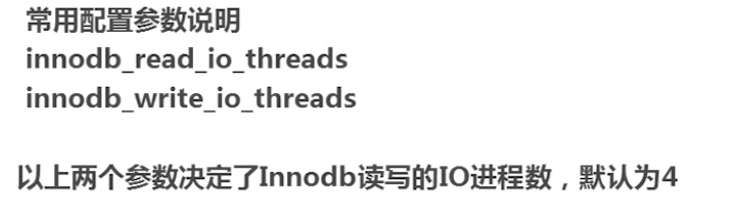 常用配置参数说明
innodb_read_io_threads
innodb_write_io_threads
以上两个参数决定了Innodb读写的IO进程数，默认为4